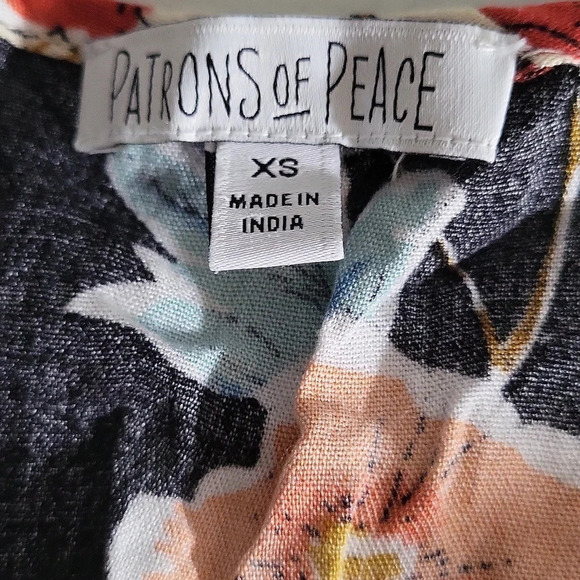 PATRONS OF PEACE
XS
MADE IN
INDIA